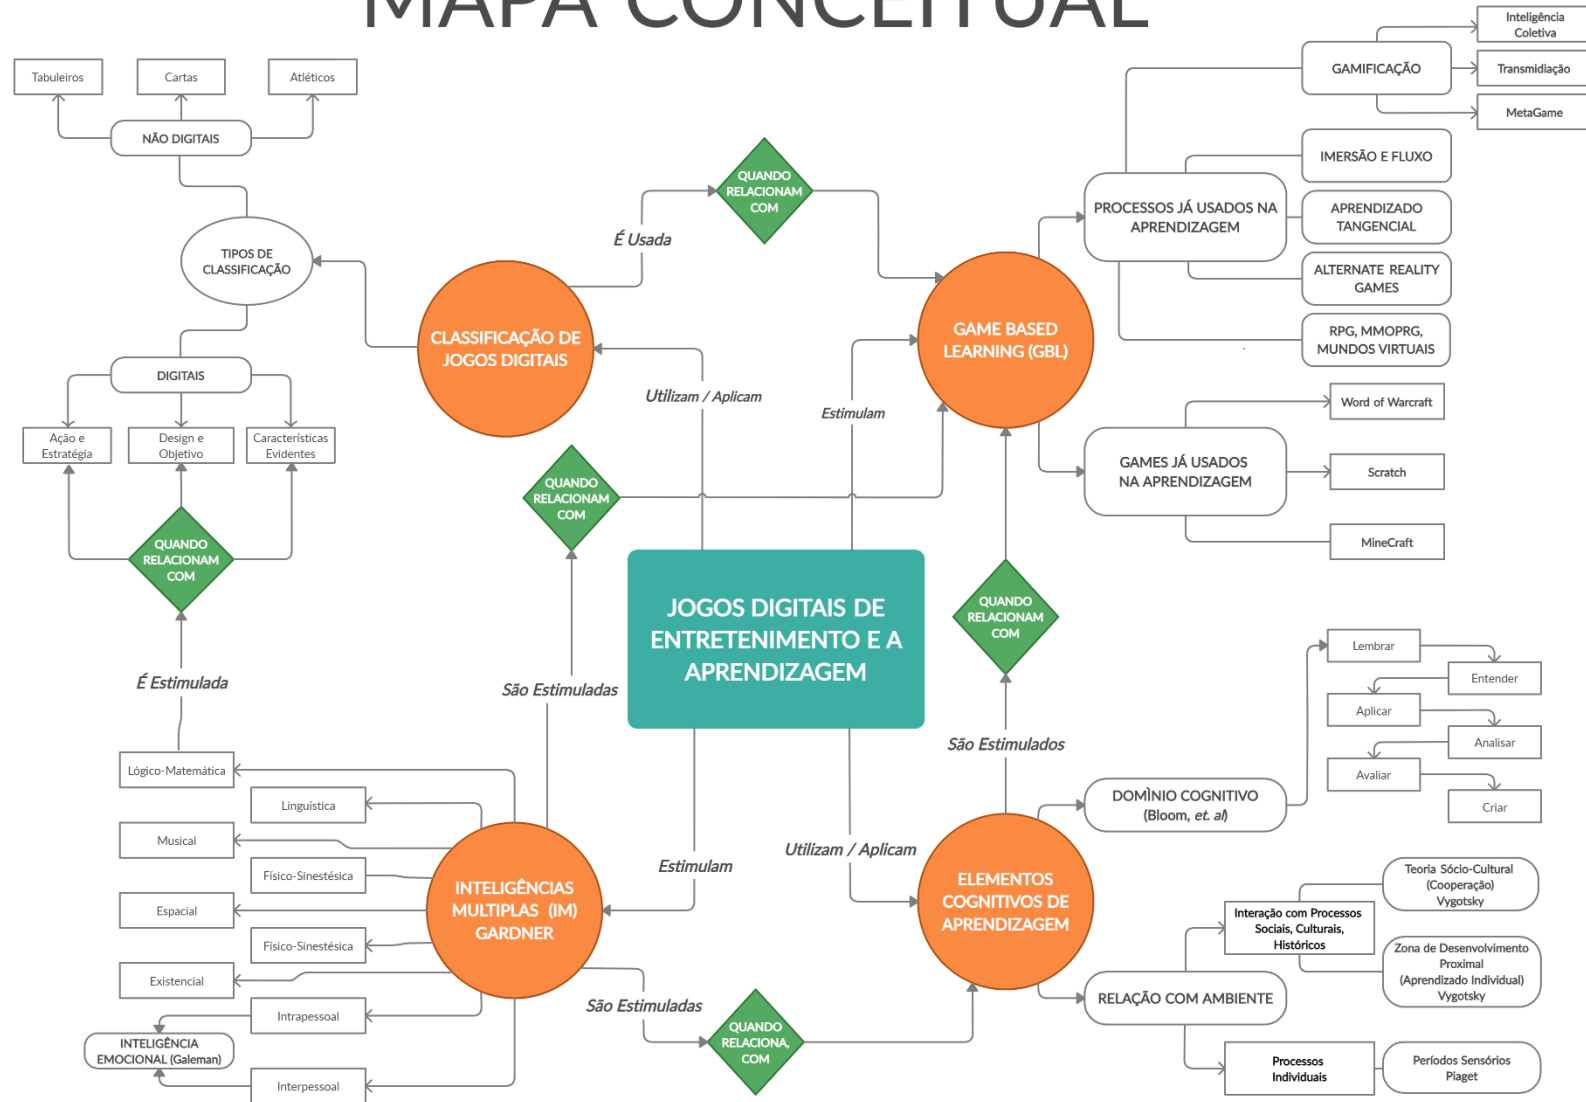 MAPA CONCEITUAL
Inteligência
Coletiva
GAMIFICAÇÃO
Transmidiação
MetaGame
Tabuleiros
Cartas
Atléticos
NÃO DIGITAIS
IMERSÃO E FLUXO
QUANDO
RELACIONAM
COM
PROCESSOS JÁ USADOS NA
APRENDIZAGEM
APRENDIZADO
TANGENCIAL
É Usada
TIPOS DE
CLASSIFICAÇÃO
ALTERNATE REALITY
GAMES
CLASSIFICAÇÃO DE
JOGOS DIGITAIS
GAME BASED
LEARNING (GBL)
RPG, MMOPRG,
MUNDOS VIRTUAIS
DIGITAIS
Utilizam / Aplicam
Estimulam
Word of Warcraft
Ação e
Estratégia
Design e
Objetivo
Características
Evidentes
GAMES JÁ USADOS
NA APRENDIZAGEM
Scratch
QUANDO
RELACIONAM
COM
MineCraft
QUANDO
RELACIONAM
COM
JOGOS DIGITAIS DE
ENTRETENIMENTO E A
APRENDIZAGEM
QUANDO
RELACIONAM
COM
Lembrar
Entender
É Estimulada
São Estimuladas
Aplicar
São Estimulados
Analisar
Lógico-Matemática
Avaliar
Linguística
DOMÌNIO COGNITIVO
(Bloom, et. al)
Criar
Musical
Estimulam
Utilizam / Aplicam
Físico-Sinestésica
Teoria Sócio-Cultural
(Cooperação)
Vygotsky
INTELIGÊNCIAS
MULTIPLAS (IM)
GARDNER
ELEMENTOS
COGNITIVOS DE
APRENDIZAGEM
Espacial
Interação com Processos
Sociais, Culturais,
Históricos
Físico-Sinestésica
Zona de Desenvolvimento
Proximal
(Aprendizado Individual)
Vygotsky
Existencial
RELAÇÃO COM AMBIENTE
São Estimuladas
Intrapessoal
QUANDO
RELACIONA,
COM
INTELIGÊNCIA
EMOCIONAL (Galeman)
Processos
Individuais
Períodos Sensórios
Piaget
Interpessoal